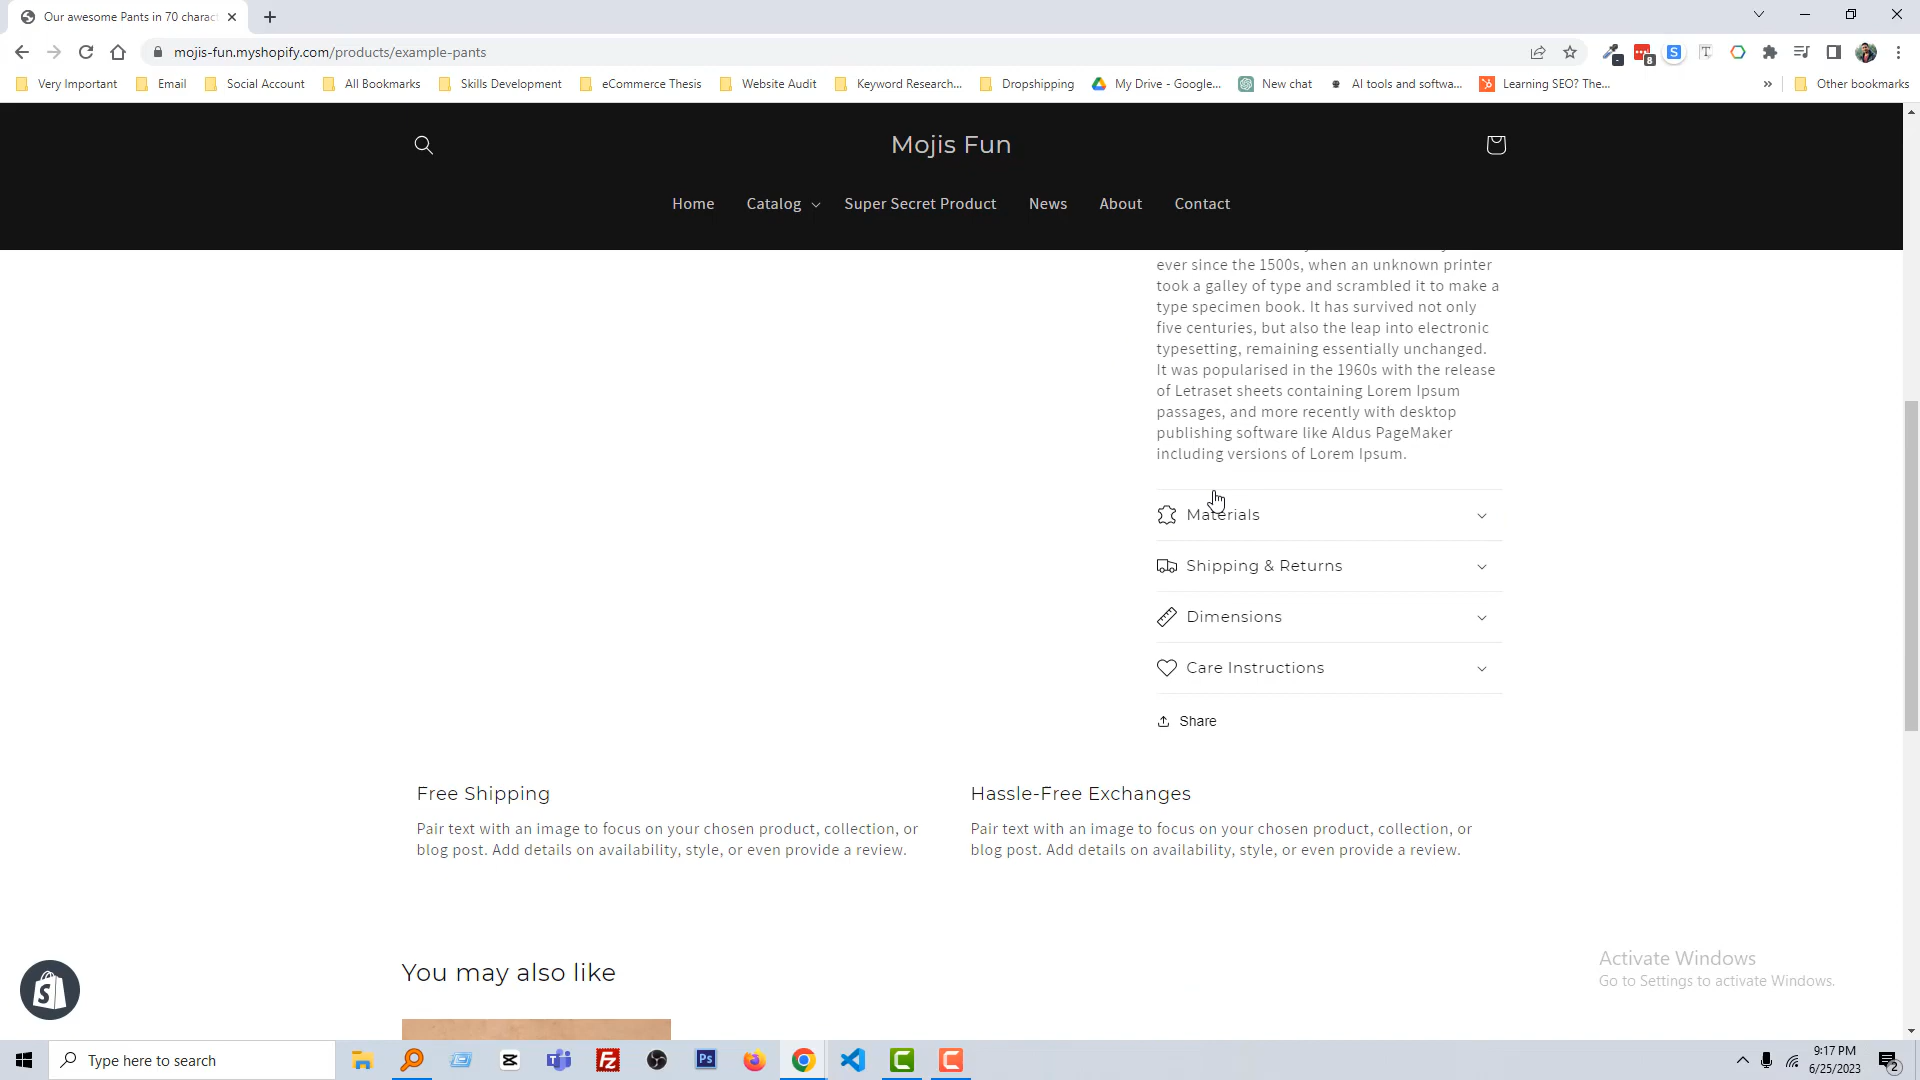 Our awesome Pants in 70 charac
mojis-fun.myshopify.com/products/example-pants
8
Very Important
Email
Social Account
All Bookmarks
Skills Development
eCommerce Thesis
Website Audit
Keyword Research...
Dropshipping
My Drive - Google...
New chat
AI tools and softwa...
Learning SEO? The...
»
Other bookmarks
Mojis Fun
Home
Catalog
Super Secret Product
News
About
Contact
ever since the 1500s, when an unknown printer
took a galley of type and scrambled it to make a
type specimen book. It has survived not only
five centuries, but also the leap into electronic
typesetting, remaining essentially unchanged.
It was popularised in the 1960s with the release
of Letraset sheets containing Lorem Ipsum
passages, and more recently with desktop
publishing software like Aldus PageMaker
including versions of Lorem Ipsum.
Materials
Shipping & Returns
Dimensions
Care Instructions
Share
Free Shipping
Pair text with an image to focus on your chosen product, collection, or
blog post. Add details on availability, style, or even provide a review.
Hassle-Free Exchanges
Pair text with an image to focus on your chosen product, collection, or
blog post. Add details on availability, style, or even provide a review.
You may also like
Activate Windows
Go to Settings to activate Windows.
Type here to search
9:17 PM
6/25/2023
2